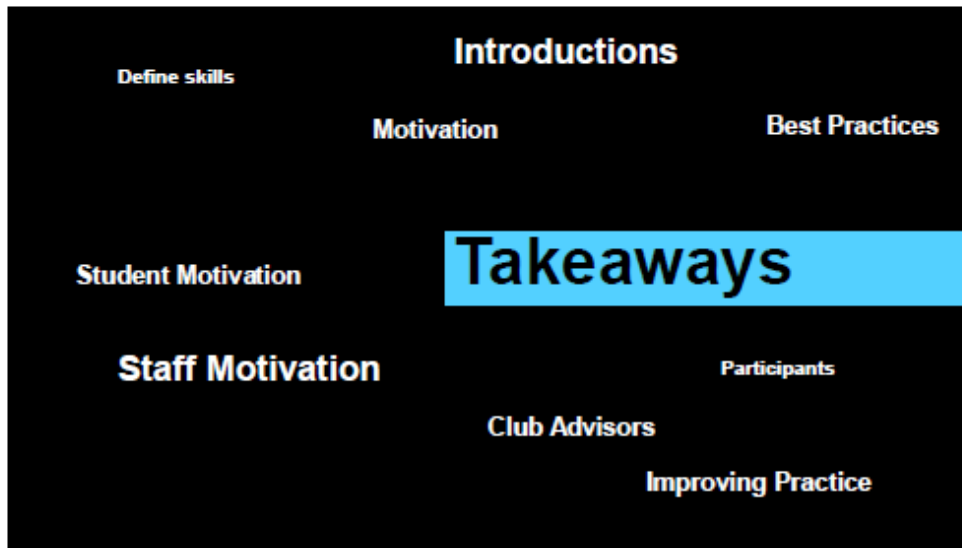 Introductions
Define skills
Motivation
Best Practices
Takeaways
Student Motivation
Staff Motivation
Participants
Club Advisors
Improving Practice